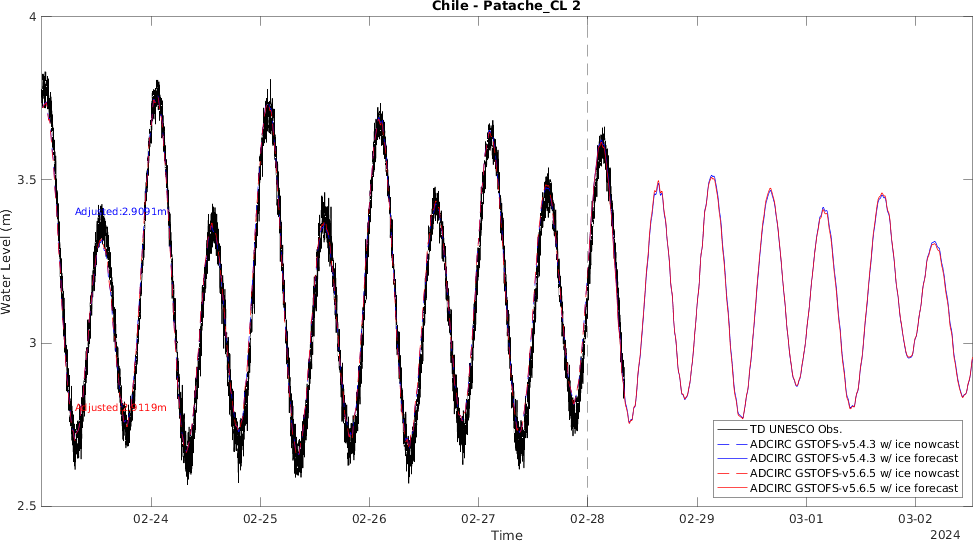 Chile - Patache_CL 2
4
3.5
3
2.5
Water Level (m)
Adjusted:2.9091m
Adjusted:2.9119m
TD UNESCO Obs.
ADCIRC GSTOFS-v5.4.3 w/ ice nowcast
ADCIRC GSTOFS-v5.4.3 w/ ice forecast
ADCIRC GSTOFS-v5.6.5 w/ ice nowcast
ADCIRC GSTOFS-v5.6.5 w/ ice forecast
02-24 02-25 02-26 02-27 02-28 02-29 03-01 03-02
Time
2024